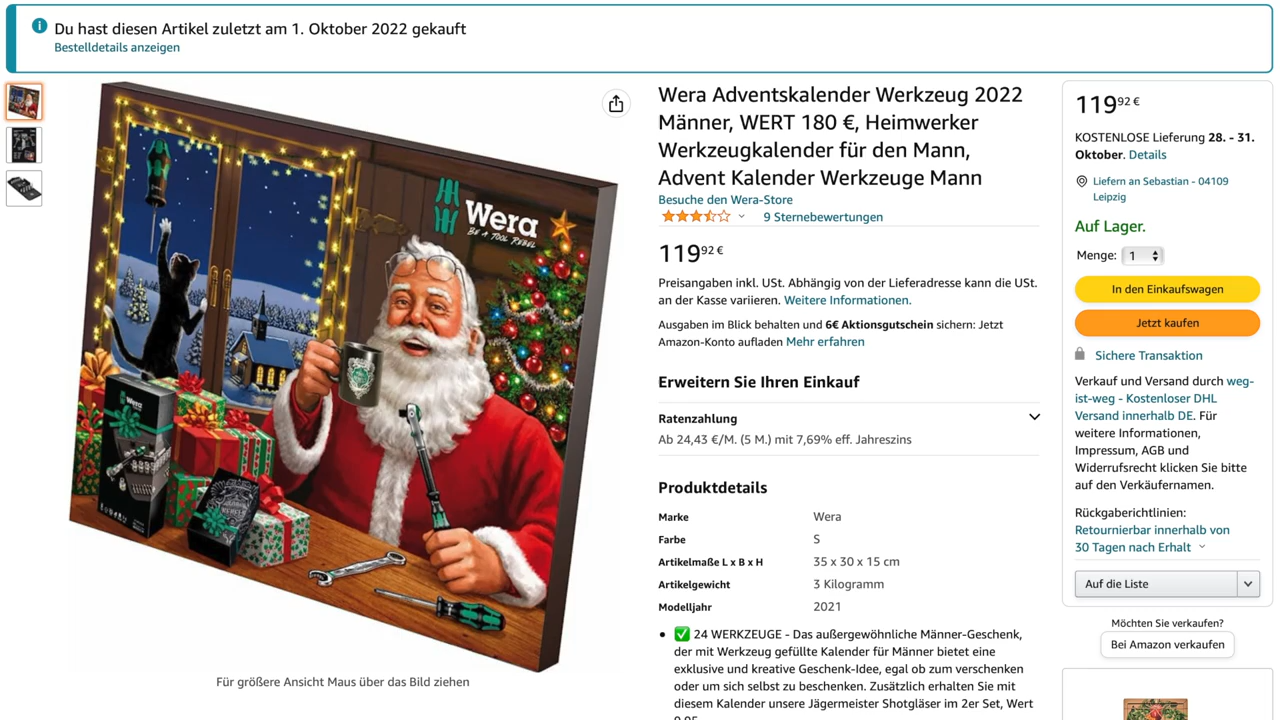 Du hast diesen Artikel zuletzt am 1. Oktober 2022 gekauft
Bestelldetails anzeigen
Wera
BE A TOOL REBEL
Wera
Für größere Ansicht Maus über das Bild ziehen
Wera Adventskalender Werkzeug 2022
Männer, WERT 180 €, Heimwerker
Werkzeugkalender für den Mann,
Advent Kalender Werkzeuge Mann
Besuche den Wera-Store
9 Sternebewertungen
119 92 €
Preisangaben inkl. USt. Abhängig von der Lieferadresse kann die USt.
an der Kasse variieren. Weitere Informationen.
Ausgaben im Blick behalten und 6€ Aktionsgutschein sichern: Jetzt
Amazon-Konto aufladen Mehr erfahren
Erweitern Sie Ihren Einkauf
Ratenzahlung
Ab 24,43 €/M. (5 M.) mit 7,69% eff. Jahreszins
Produktdetails
Marke Wera
Farbe S
Artikelmaße L x B x H 35 x 30 x 15 cm
Artikelgewicht 3 Kilogramm
Modelljahr 2021
• ✅ 24 WERKZEUGE - Das außergewöhnliche Männer-Geschenk,
der mit Werkzeug gefüllte Kalender für Männer bietet eine
exklusive und kreative Geschenk-Idee, egal ob zum verschenken
oder um sich selbst zu beschenken. Zusätzlich erhalten Sie mit
diesem Kalender unsere Jägermeister Shotgläser im 2er Set, Wert
119 92 €
KOSTENLOSE Lieferung 28. - 31.
Oktober. Details
Liefern an Sebastian - 04109
Leipzig
Auf Lager.
Menge: 1
In den Einkaufswagen
Jetzt kaufen
Sichere Transaktion
Verkauf und Versand durch weg-
ist-weg - Kostenloser DHL
Versand innerhalb DE. Für
weitere Informationen,
Impressum, AGB und
Widerrufsrecht klicken Sie bitte
auf den Verkäufernamen.
Rückgaberichtlinien:
Retournierbar innerhalb von
30 Tagen nach Erhalt
Auf die Liste
Möchten Sie verkaufen?
Bei Amazon verkaufen